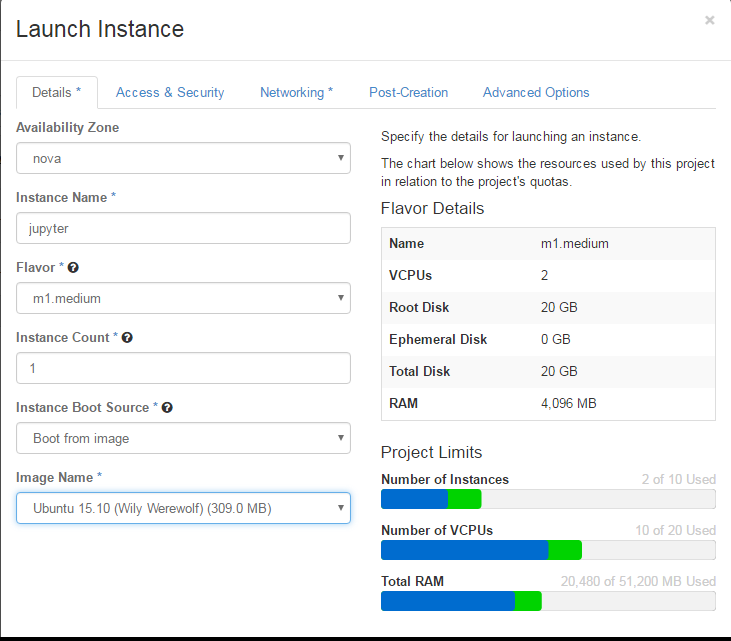 Launch Instance
×
Details *
Access & Security
Networking *
Post-Creation
Advanced Options
Availability Zone
nova
Instance Name *
jupyter
Flavor * ?
m1.medium
Instance Count * ?
1
Instance Boot Source * ?
Boot from image
Image Name *
Ubuntu 15.10 (Wily Werewolf) (309.0 MB)
Specify the details for launching an instance.
The chart below shows the resources used by this project
in relation to the project's quotas.
Flavor Details
Name m1.medium
VCPUs 2
Root Disk 20 GB
Ephemeral Disk 0 GB
Total Disk 20 GB
RAM 4,096 MB
Project Limits
Number of Instances 2 of 10 Used
Number of VCPUs 10 of 20 Used
Total RAM 20,480 of 51,200 MB Used